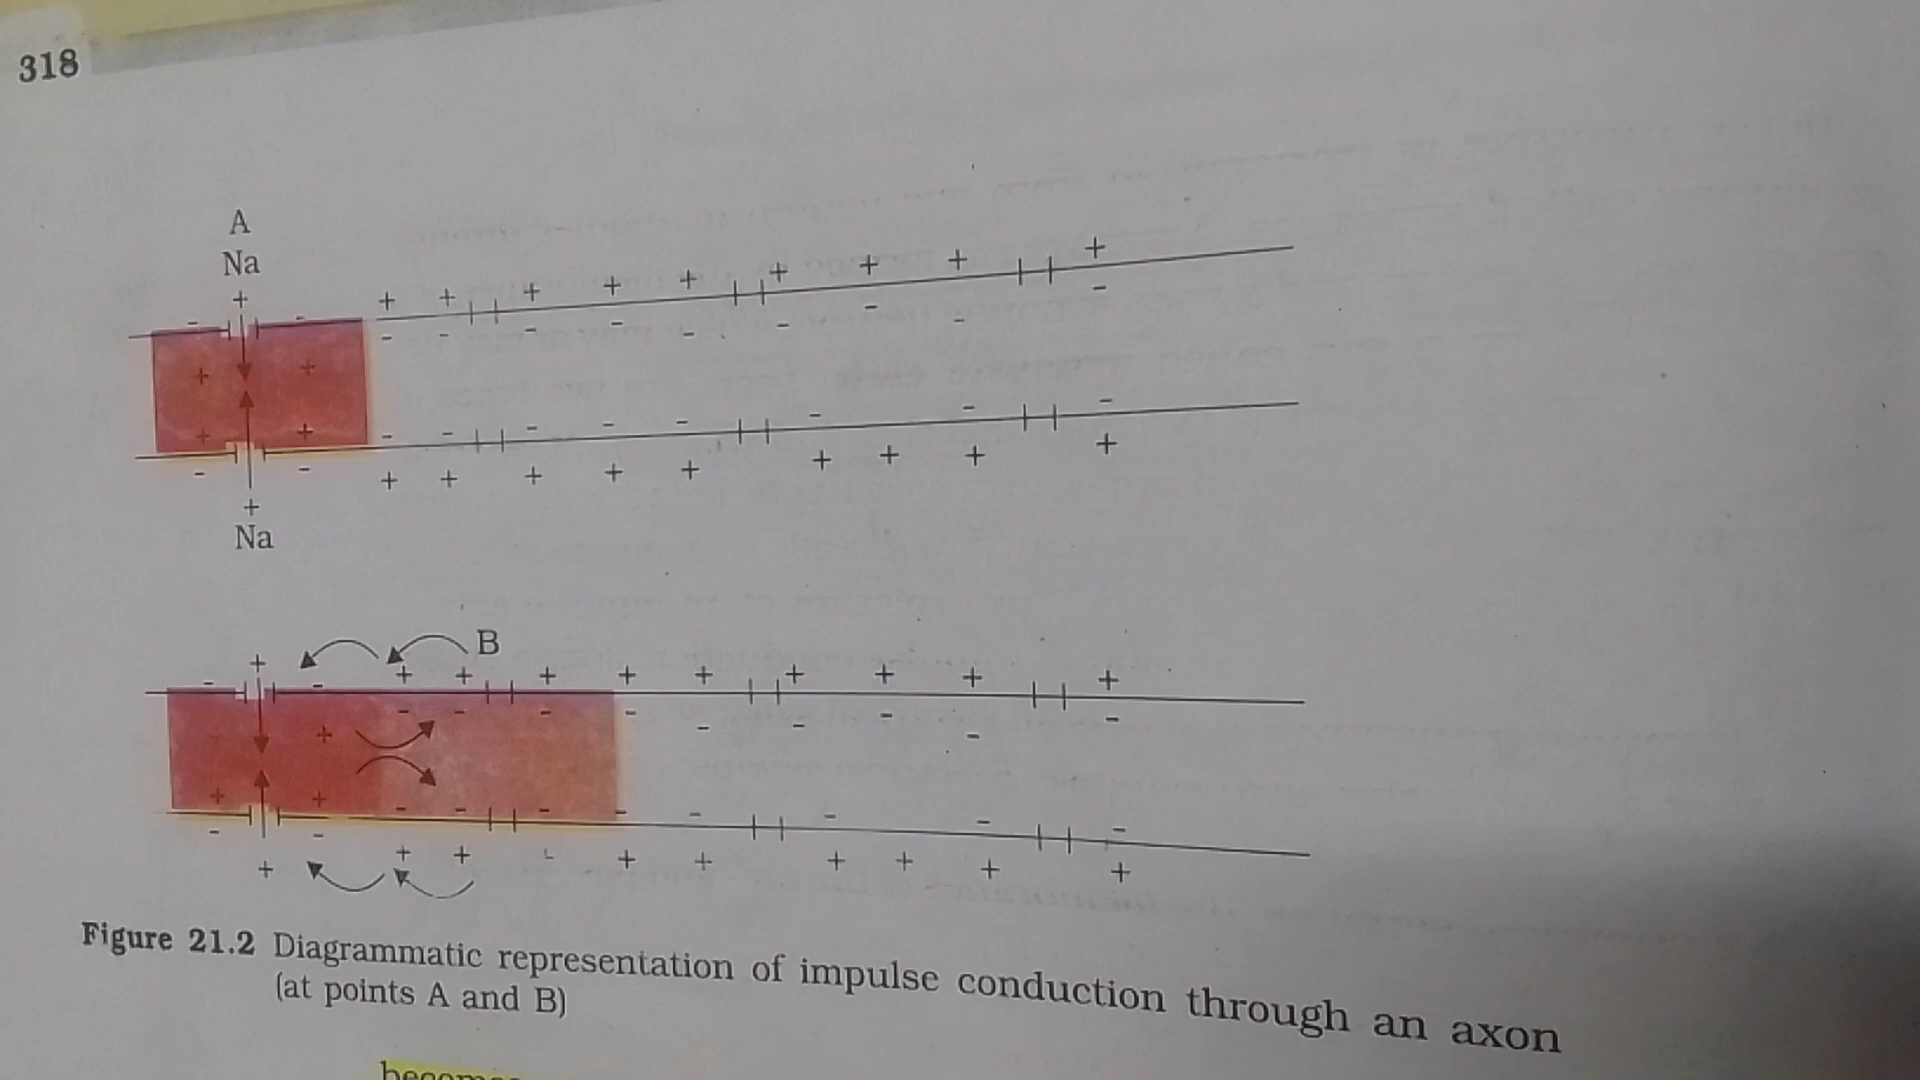 318
A
Na
+
+ + + + + + + + + +
- - - - - - - - - - -
+ +
+ +
- - - - - - - - -
- - + + + + + + + + +
+
Na
B
+ + + + + + + + + +
- - - - - - - - - - -
+
+ + - - - - - - - -
- - + + + + + + + +
+
Figure 21.2 Diagrammatic representation of impulse conduction through an axon
(at points A and B)